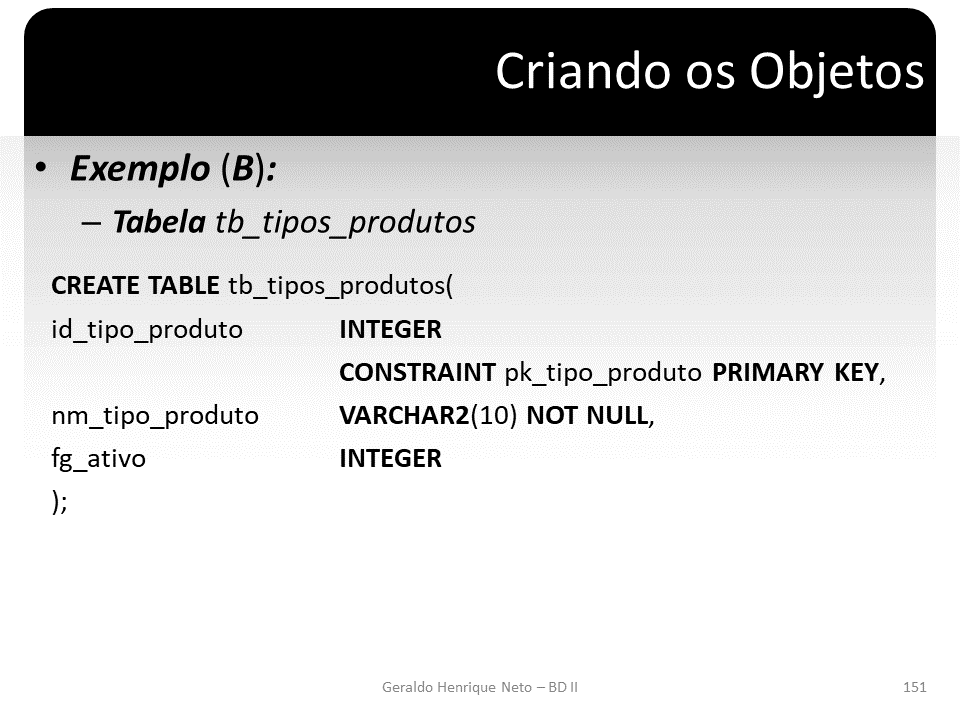 Criando os Objetos
• Exemplo (B):
– Tabela tb_tipos_produtos
CREATE TABLE tb_tipos_produtos(
id_tipo_produto INTEGER
CONSTRAINT pk_tipo_produto PRIMARY KEY,
nm_tipo_produto VARCHAR2(10) NOT NULL,
fg_ativo INTEGER
);
Geraldo Henrique Neto – BD II 151